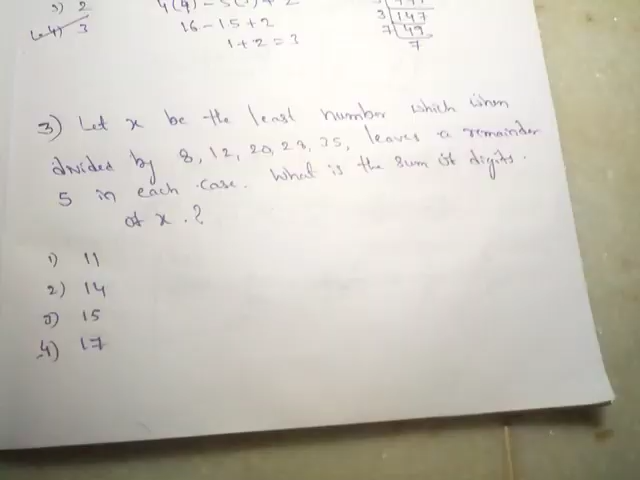 3) 2
4) 3
4(4) - 5(1) + 2
16 - 15 + 2
1 + 2 = 3
3 147
7 49
7
3) Let x be the least number which when
divided by 8, 12, 20, 28, 35, leaves a remainder
5 in each case. What is the sum of digits.
of x.?
1) 11
2) 14
3) 15
4) 17